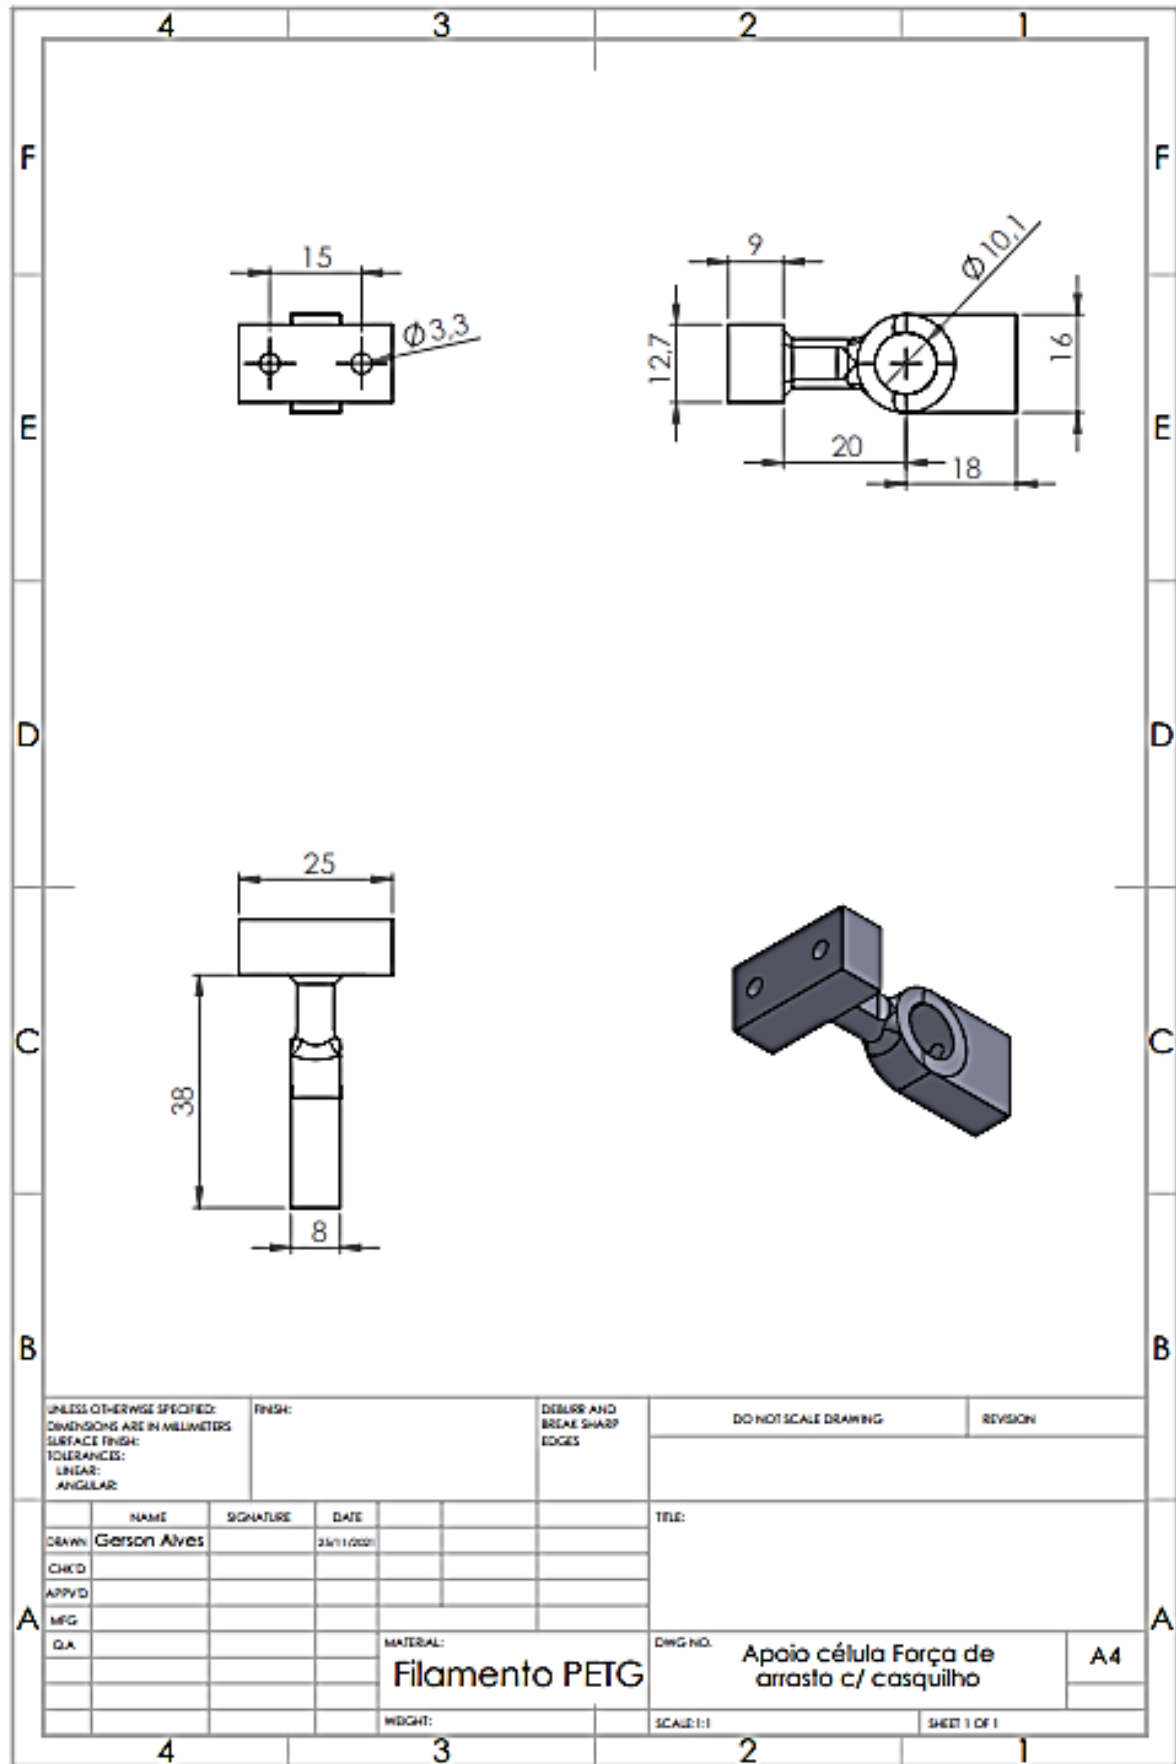 4 3 2 1
F F
15
Ø3,3
9
Ø10,1
12,7
16
20
18
E E
D D
25
38
8
C C
B B
UNLESS OTHERWISE SPECIFIED:
DIMENSIONS ARE IN MILLIMETERS
SURFACE FINISH:
TOLERANCES:
LINEAR:
ANGULAR:
FINISH:
DEBURR AND
BREAK SHARP
EDGES
DO NOT SCALE DRAWING
REVISION
NAME SIGNATURE DATE
DRAWN Gerson Alves 25/11/2021
CHK'D
APPV'D
MFG
Q.A
TITLE:
A A
MATERIAL:
Filamento PETG
DWG NO.
Apoio célula Força de
arrasto c/ casquilho
A4
WEIGHT:
SCALE:1:1
SHEET 1 OF 1
4 3 2 1